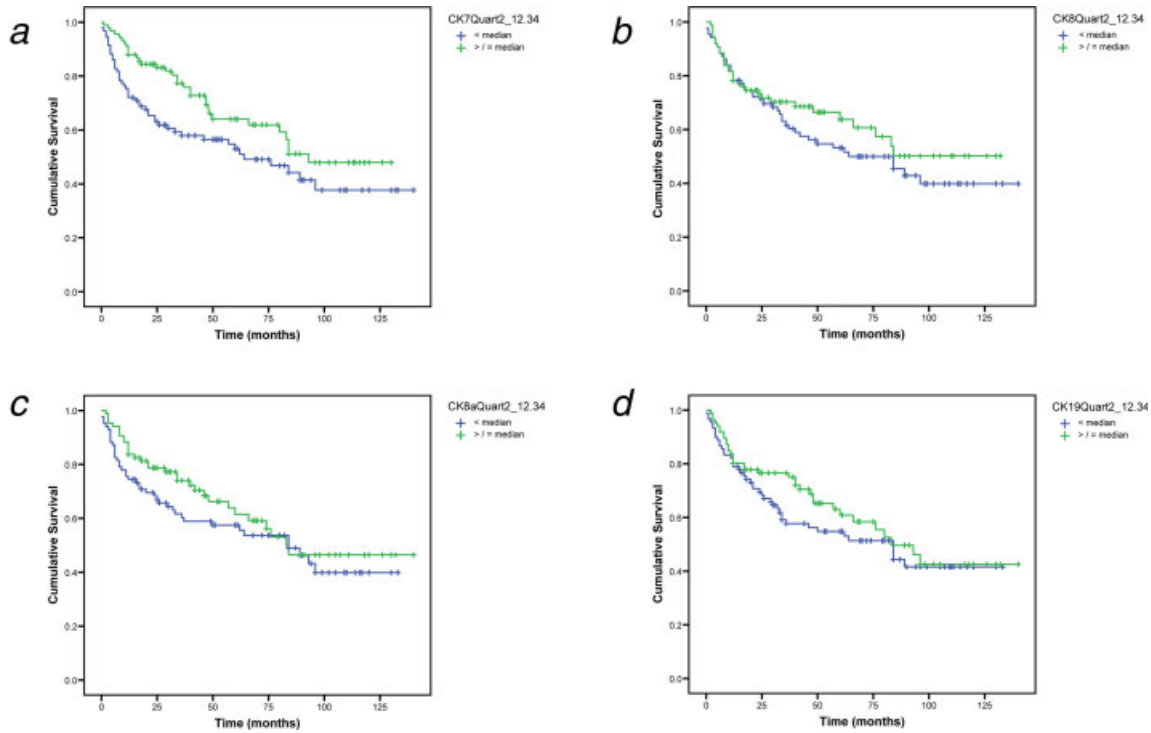 a
CK7Quart2_12.34
< median
> / = median
1.0
0.8
0.6
0.4
0.2
0.0
Cumulative Survival
0 25 50 75 100 125
Time (months)
b
CK8Quart2_12.34
< median
> / = median
1.0
0.8
0.6
0.4
0.2
0.0
Cumulative Survival
0 25 50 75 100 125
Time (months)
c
CK8aQuart2_12.34
< median
> / = median
1.0
0.8
0.6
0.4
0.2
0.0
Cumulative Survival
0 25 50 75 100 125
Time (months)
d
CK19Quart2_12.34
< median
> / = median
1.0
0.8
0.6
0.4
0.2
0.0
Cumulative Survival
0 25 50 75 100 125
Time (months)